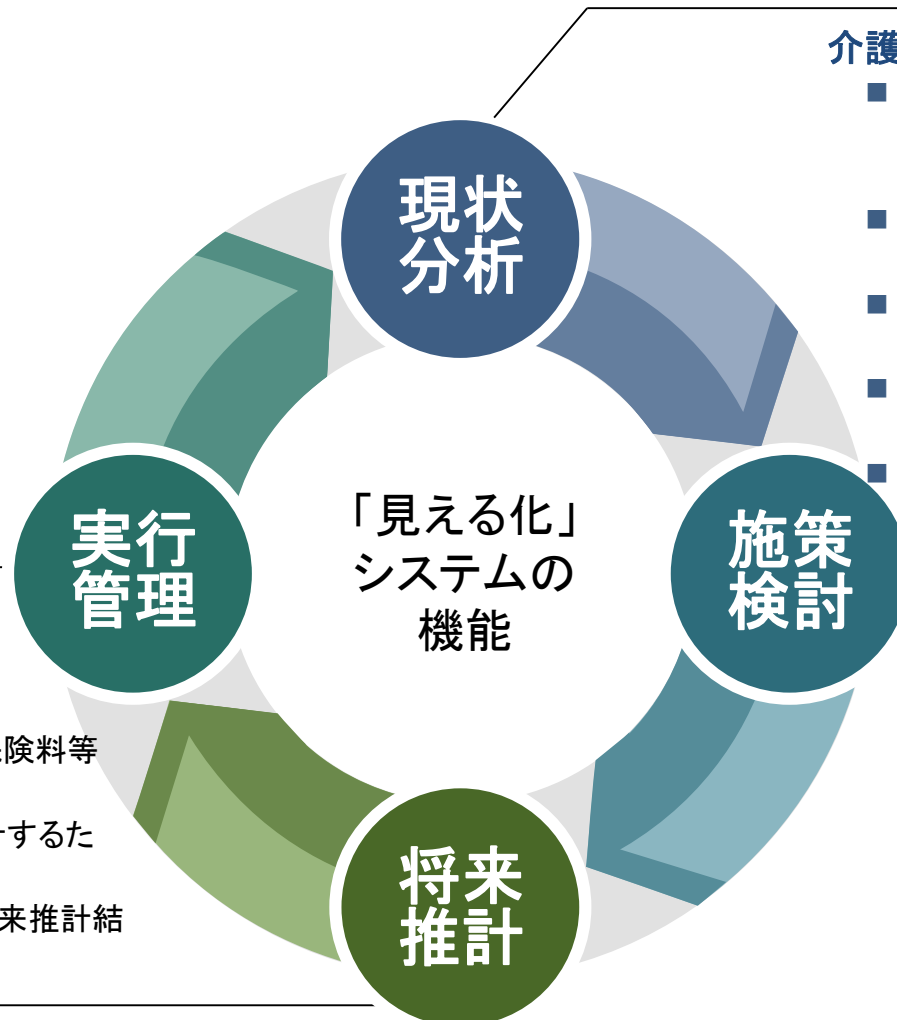 介護
現状
分析
「見える化」
システムの
機能
実行
管理
施策
検討
険料等
するた
来推計結
将来
推計